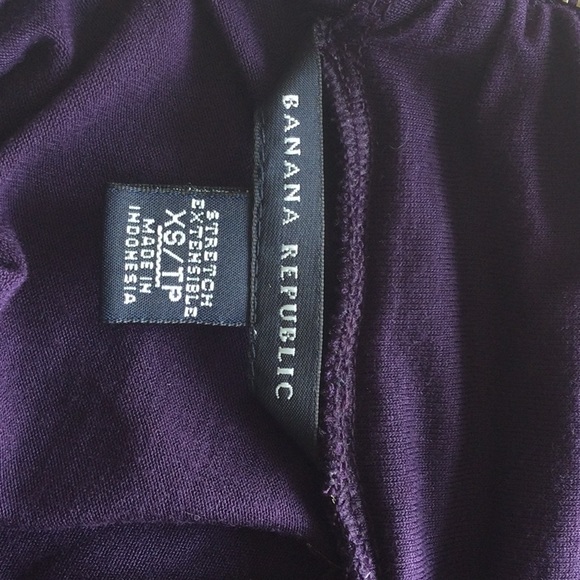 BANANA REPUBLIC
STRETCH
EXTENSIBLE
XS/TP
MADE IN
INDONESIA